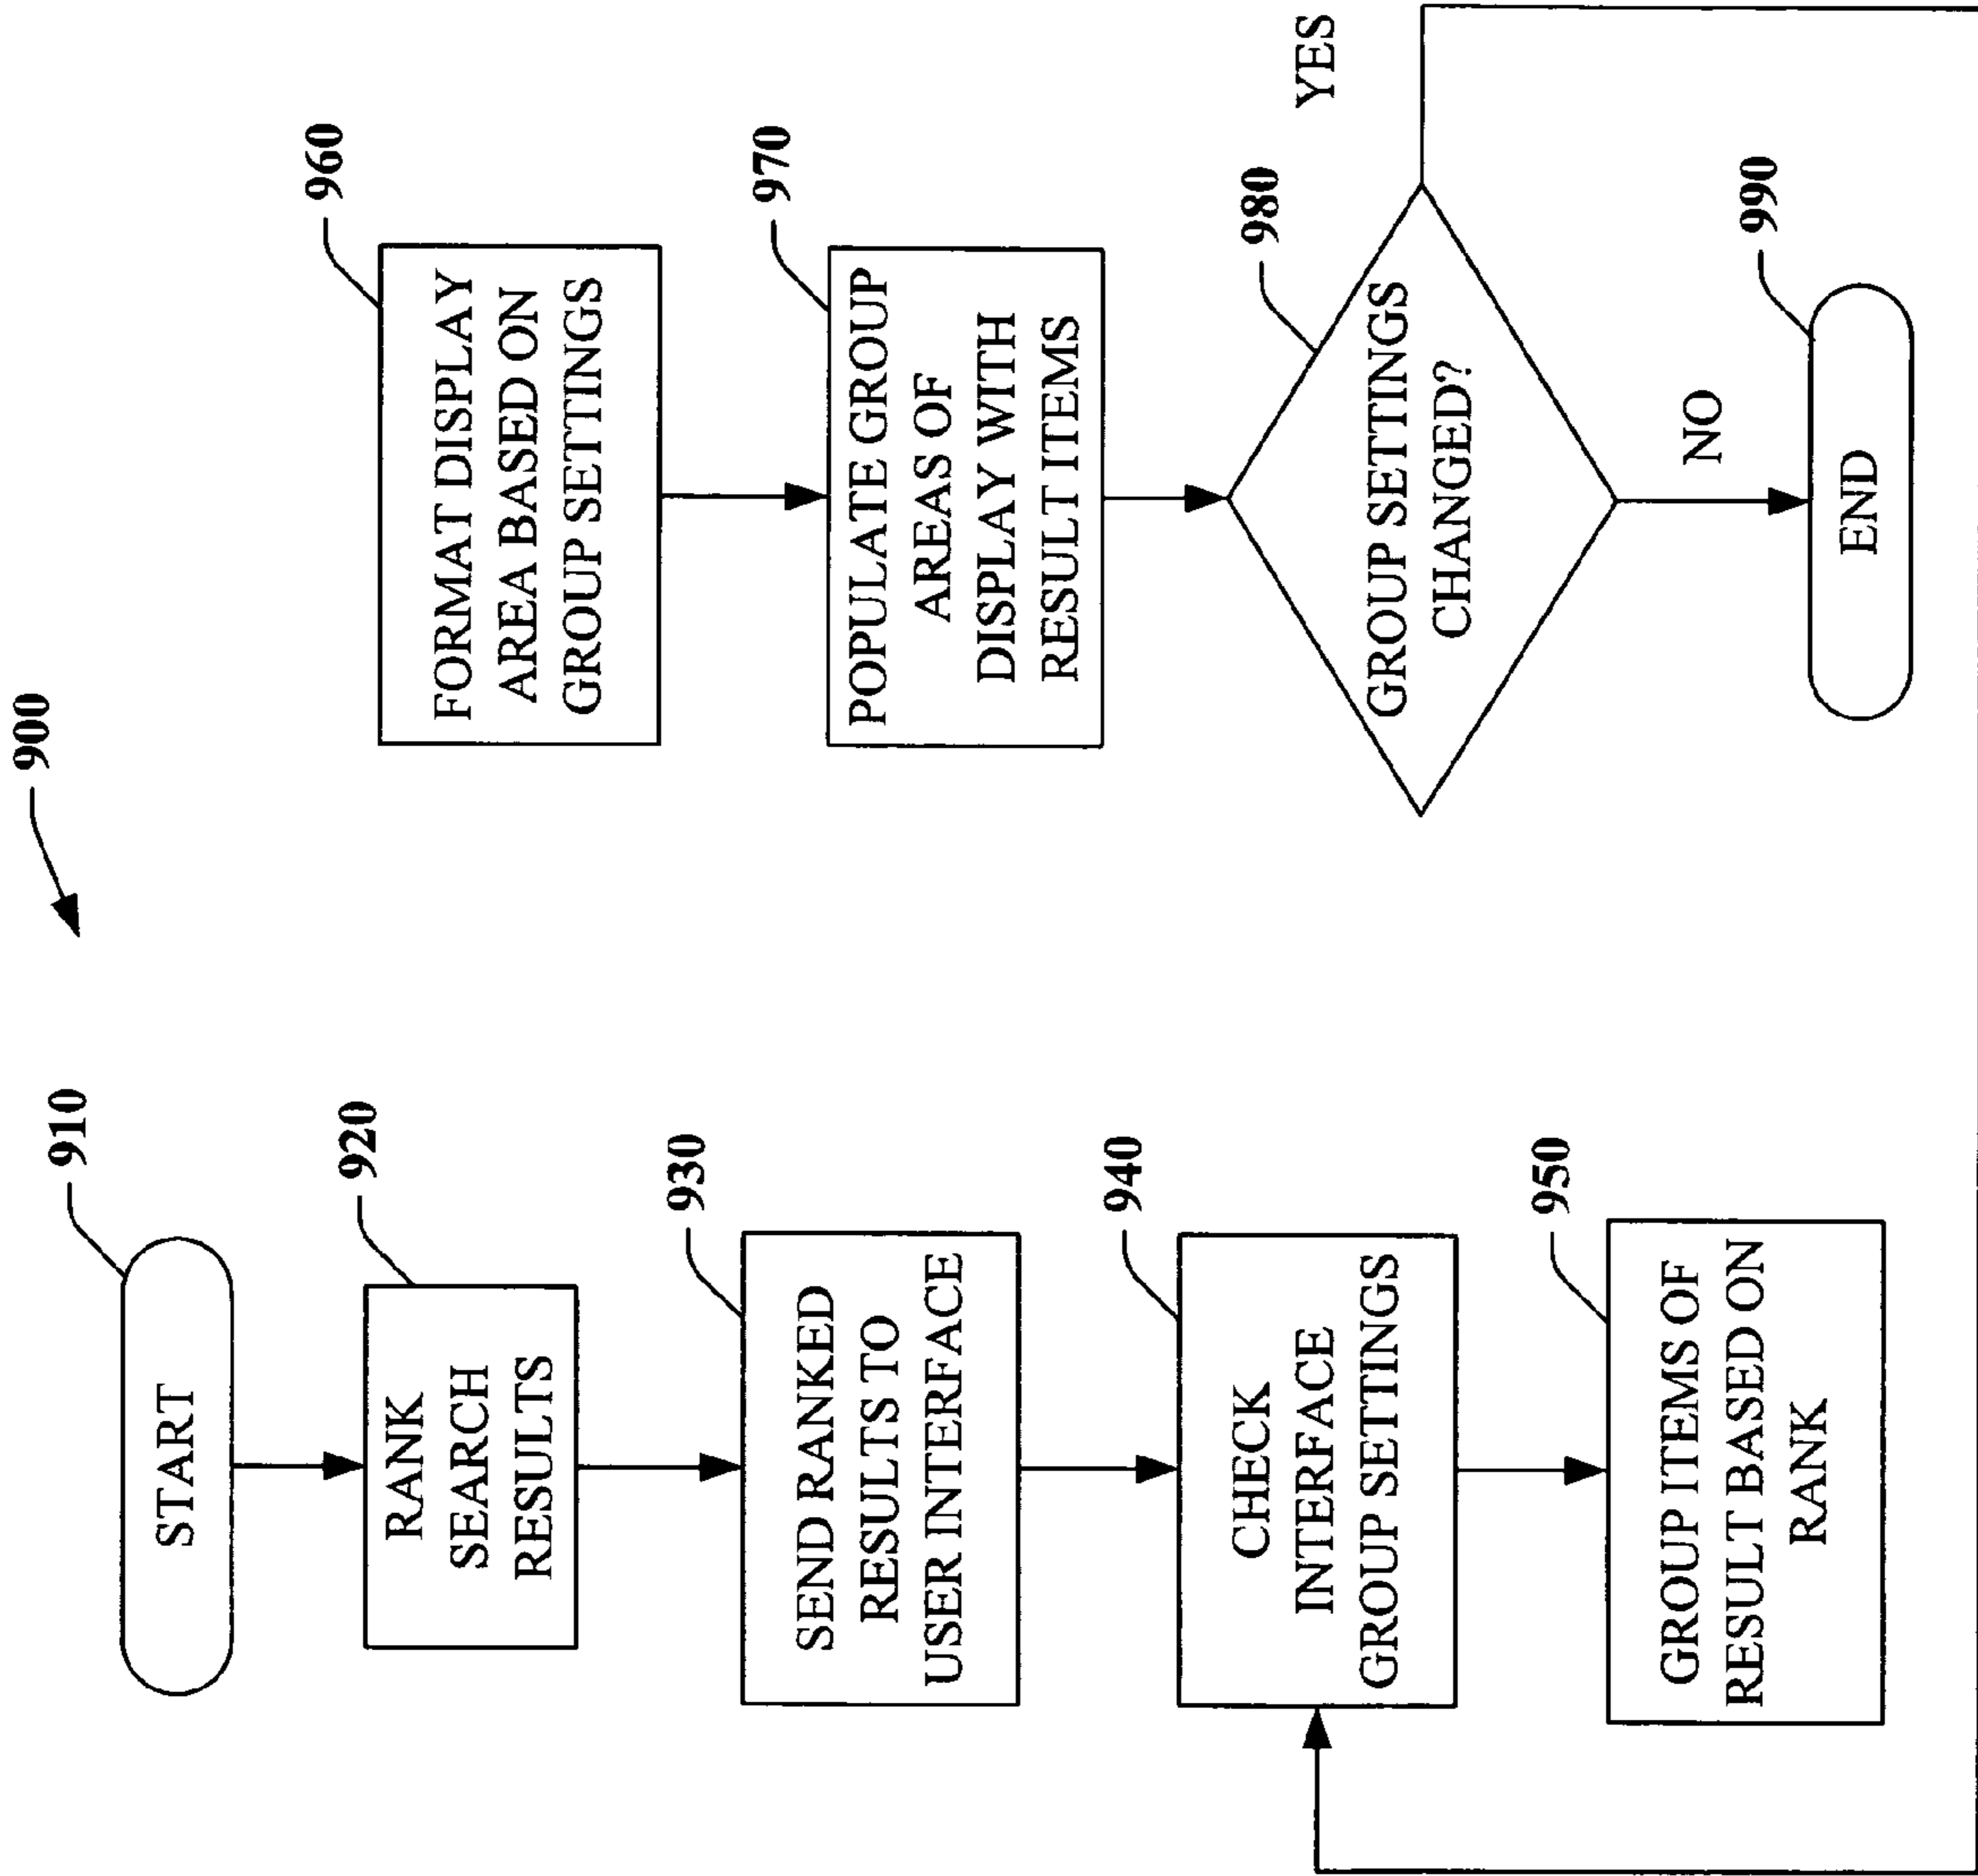 900
910
START
920
RANK
SEARCH
RESULTS
930
SEND RANKED
RESULTS TO
USER INTERFACE
940
CHECK
INTERFACE
GROUP SETTINGS
950
GROUP ITEMS OF
RESULT BASED ON
RANK
960
FORMAT DISPLAY
AREA BASED ON
GROUP SETTINGS
970
POPULATE GROUP
AREAS OF
DISPLAY WITH
RESULT ITEMS
980
GROUP SETTINGS
CHANGED?
YES
NO
990
END